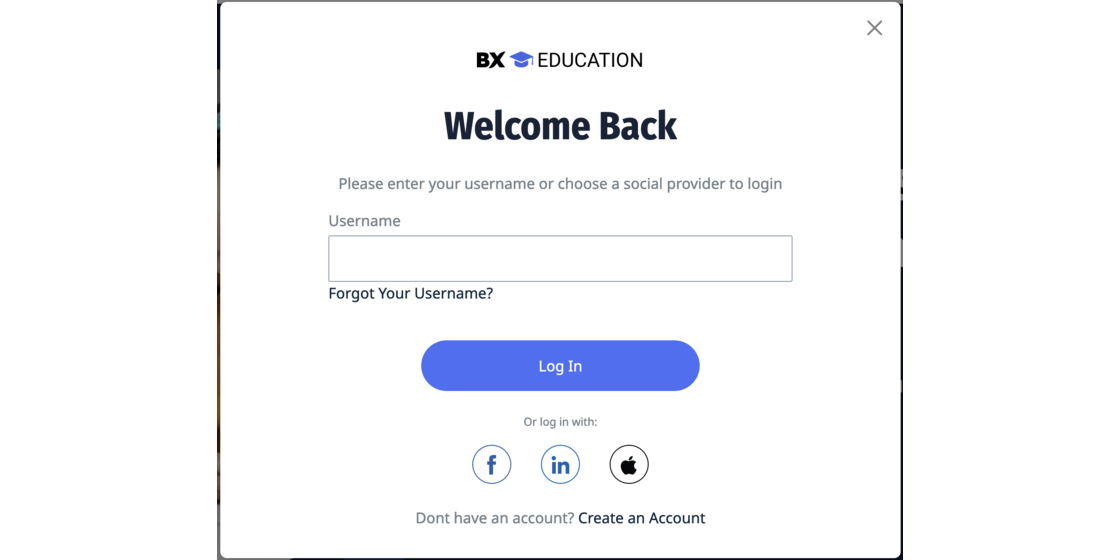 BX EDUCATION
Welcome Back
Please enter your username or choose a social provider to login
Username
Forgot Your Username?
Log In
Or log in with:
f in
Dont have an account? Create an Account